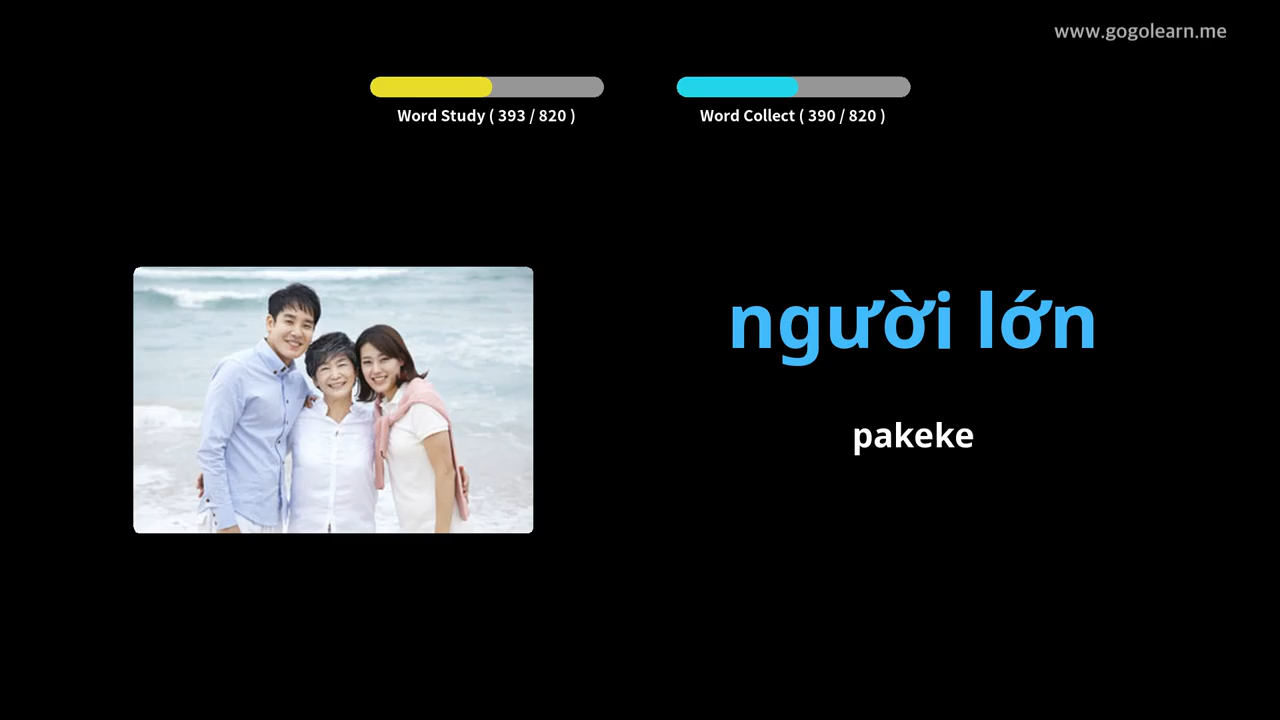 www.gogolearn.me
Word Study ( 393 / 820 )
Word Collect ( 390 / 820 )
người lớn
pakeke